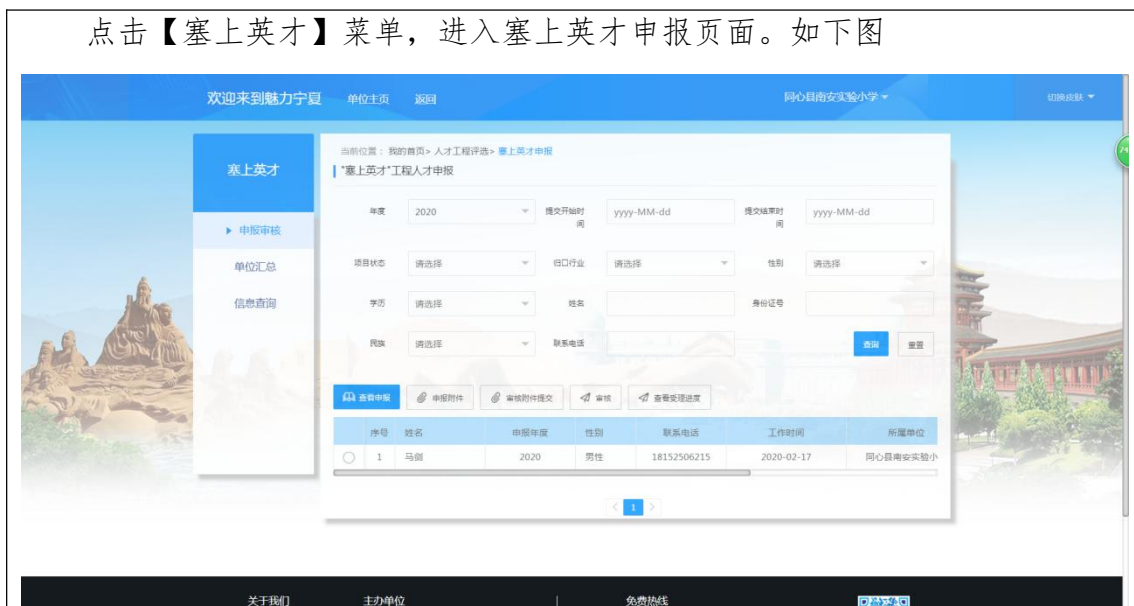 点击【塞上英才】菜单，进入塞上英才申报页面。如下图
欢迎来到魅力宁夏 单位主页 返回 同心县南安实验小学 切换皮肤
塞上英才
申报审核
单位汇总
信息查询
当前位置：我的首页> 人才工程评选> 塞上英才申报
"塞上英才"工程人才申报
年度 2020 提交开始时间 yyyy-MM-dd 提交结束时间 yyyy-MM-dd
项目状态 请选择 归口行业 请选择 性别 请选择
学历 请选择 姓名 身份证号
民族 请选择 联系电话 查询 重置
查看申报 申报附件 审核附件提交 审核 查看受理进度
序号 姓名 申报年度 性别 联系电话 工作时间 所属单位
1 马剑 2020 男性 18152506215 2020-02-17 同心县南安实验小
< 1 >
关于我们 主办单位 免费热线
74